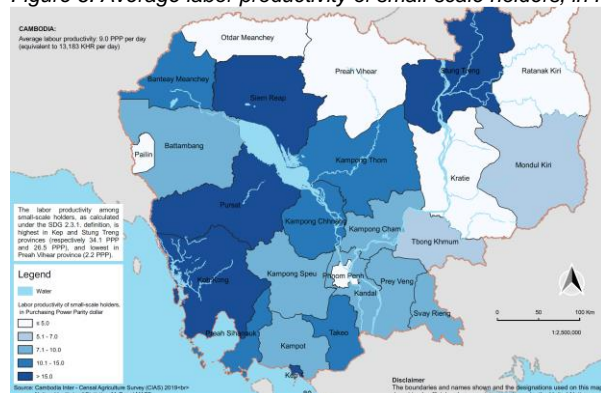 Figure 3. Average labor productivity of small-scale holders, in
CAMBODIA:
Average labour productivity: 9.0 PPP per day
(equivalent to 13,183 KHR per day)
Otdar Meanchey
Preah Vihear
Stung Treng
Ratanak Kiri
Banteay Meanchey
Siem Reap
Battambang
Pailin
Kampong Thom
Kratie
Mondul Kiri
Pursat
Kampong Chhnang
Kampong Cham
Tbong Khmum
Koh Kong
Kampong Speu
Phnom Penh
Prey Veng
Kandal
Svay Rieng
Preah Sihanouk
Takeo
Kampot
Kep
The labor productivity among
small-scale holders, as calculated
under the SDG 2.3.1. definition, is
highest in Kep and Stung Treng
provinces (respectively 34.1 PPP
and 26.5 PPP), and lowest in
Preah Vihear province (2.2 PPP).
Legend
Water
Labor productivity of small-scale holders,
in Purchasing Power Parity dollar
≤ 5.0
5.1 - 7.0
7.1 - 10.0
10.1 - 15.0
> 15.0
0
50
100 Km
1:2,500,000
Source: Cambodia Inter - Censal Agriculture Survey (CIAS) 2019<br>
Disclaimer
The boundaries and names shown and the designations used on this map